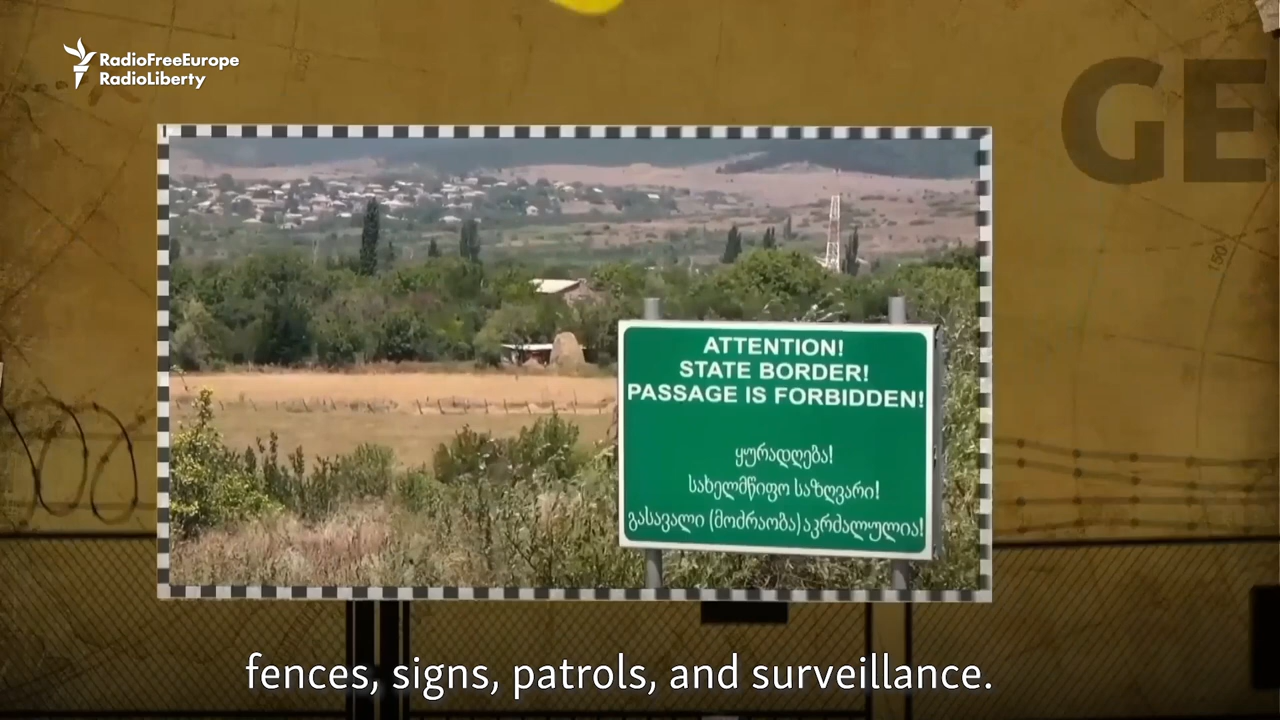 RadioFreeEurope
RadioLiberty
GE
ATTENTION!
STATE BORDER!
PASSAGE IS FORBIDDEN!
ყურადღება!
სახელმწიფო საზღვარი!
გასავალი (მოძრაობა) აკრძალულია!
150
fences, signs, patrols, and surveillance.